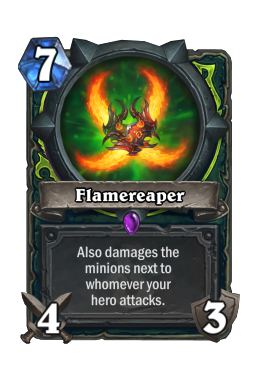 7
Flamereaper
Also damages the
minions next to
whomever your
hero attacks.
4
3